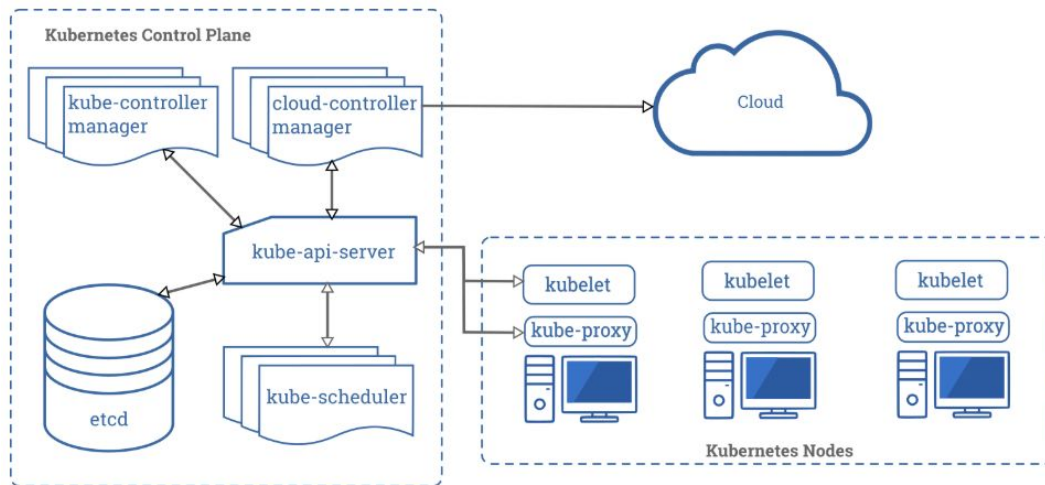 Kubernetes Control Plane
kube-controller
manager
cloud-controller
manager
Cloud
kube-api-server
etcd
kube-scheduler
kubelet
kubelet
kubelet
kube-proxy
kube-proxy
kube-proxy
Kubernetes Nodes